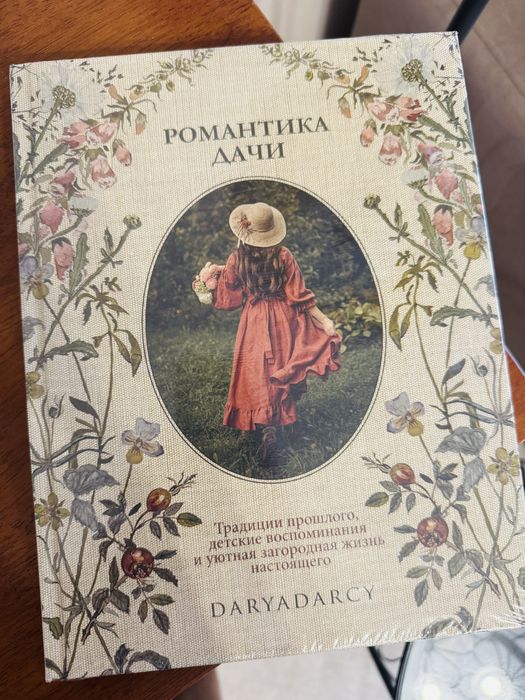 РОМАНТИКА
ДАЧИ
Традиции прошлого,
детские воспоминания
и уютная загородная жизнь
настоящего
DARYADARCY